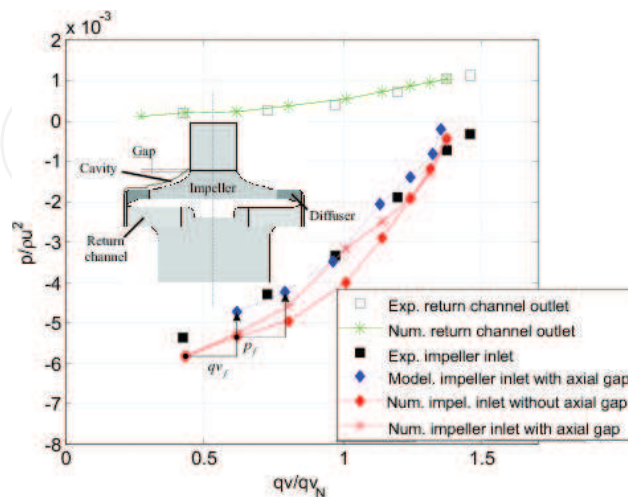 x 10⁻³
2
1
0
-1
-2
-3
-4
-5
-6
-7
-8
p/ρu²
Gap
Cavity
Impeller
Return
channel
Diffuser
qv_f
p_f
Exp. return channel outlet
Num. return channel outlet
Exp. impeller inlet
Model. impeller inlet with axial gap
Num. impel. inlet without axial gap
Num. impeller inlet with axial gap
0 0.5 1 1.5
qv/qv_N